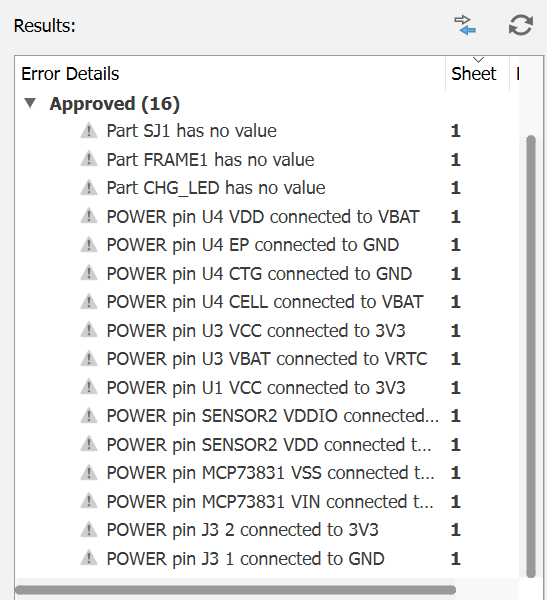 Results:
Error Details Sheet
Approved (16)
Part SJ1 has no value 1
Part FRAME1 has no value 1
Part CHG_LED has no value 1
POWER pin U4 VDD connected to VBAT 1
POWER pin U4 EP connected to GND 1
POWER pin U4 CTG connected to GND 1
POWER pin U4 CELL connected to VBAT 1
POWER pin U3 VCC connected to 3V3 1
POWER pin U3 VBAT connected to VRTC 1
POWER pin U1 VCC connected to 3V3 1
POWER pin SENSOR2 VDDIO connected... 1
POWER pin SENSOR2 VDD connected t... 1
POWER pin MCP73831 VSS connected t... 1
POWER pin MCP73831 VIN connected t... 1
POWER pin J3 2 connected to 3V3 1
POWER pin J3 1 connected to GND 1